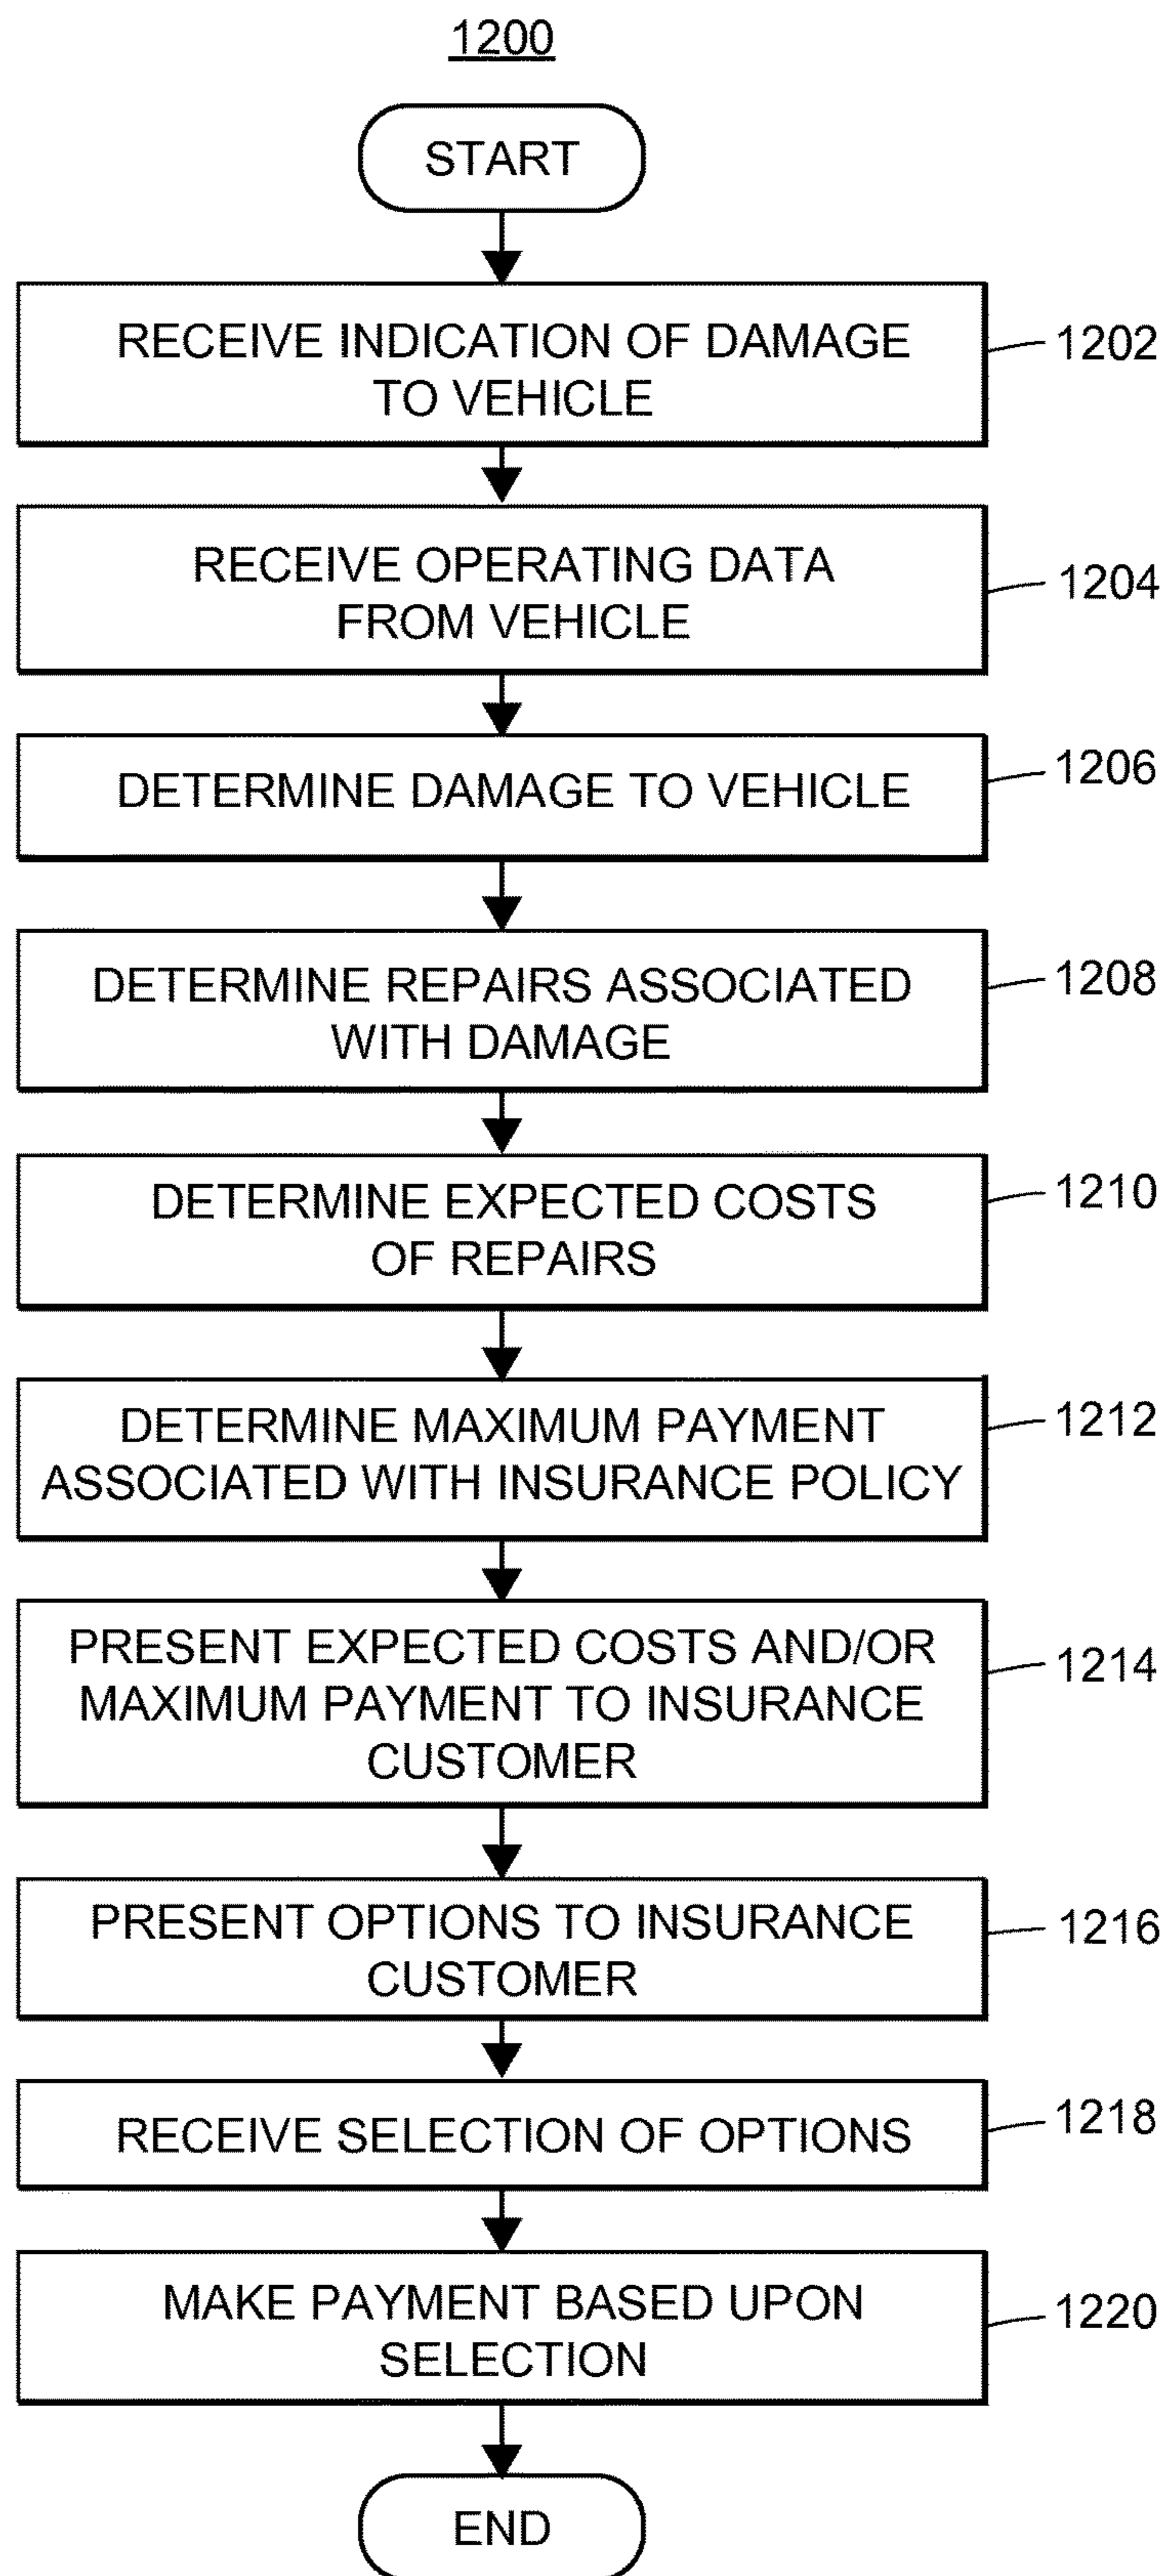 1200
START
RECEIVE INDICATION OF DAMAGE
TO VEHICLE
1202
RECEIVE OPERATING DATA
FROM VEHICLE
1204
DETERMINE DAMAGE TO VEHICLE
1206
DETERMINE REPAIRS ASSOCIATED
WITH DAMAGE
1208
DETERMINE EXPECTED COSTS
OF REPAIRS
1210
DETERMINE MAXIMUM PAYMENT
ASSOCIATED WITH INSURANCE POLICY
1212
PRESENT EXPECTED COSTS AND/OR
MAXIMUM PAYMENT TO INSURANCE
CUSTOMER
1214
PRESENT OPTIONS TO INSURANCE
CUSTOMER
1216
RECEIVE SELECTION OF OPTIONS
1218
MAKE PAYMENT BASED UPON
SELECTION
1220
END